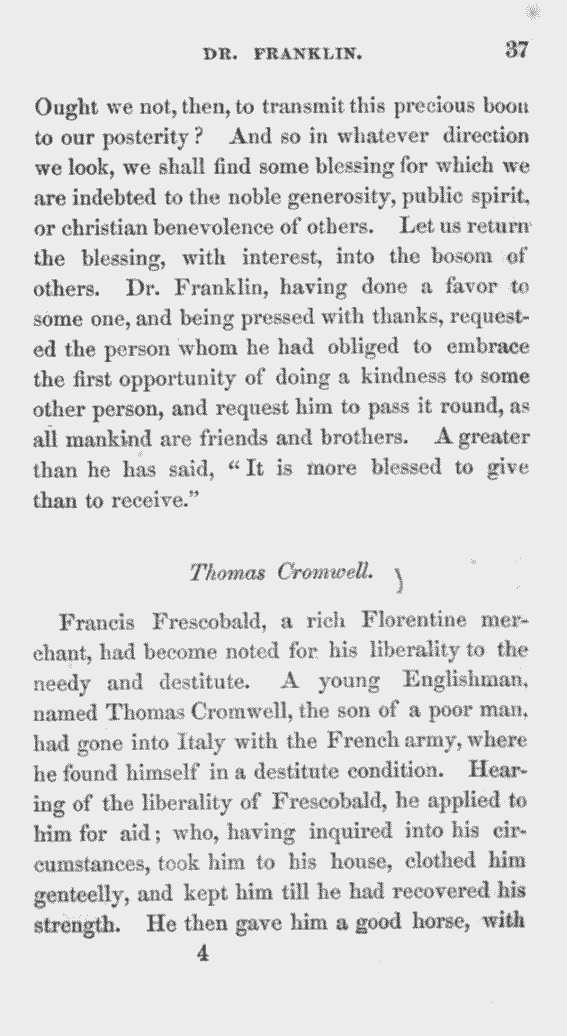 DR. FRANKLIN. 37
Ought we not, then, to transmit this precious boon
to our posterity? And so in whatever direction
we look, we shall find some blessing for which we
are indebted to the noble generosity, public spirit,
or christian benevolence of others. Let us return
the blessing, with interest, into the bosom of
others. Dr. Franklin, having done a favor to
some one, and being pressed with thanks, request-
ed the person whom he had obliged to embrace
the first opportunity of doing a kindness to some
other person, and request him to pass it round, as
all mankind are friends and brothers. A greater
than he has said, “It is more blessed to give
than to receive.”
Thomas Cromwell.
Francis Frescobald, a rich Florentine mer-
chant, had become noted for his liberality to the
needy and destitute. A young Englishman,
named Thomas Cromwell, the son of a poor man,
had gone into Italy with the French army, where
he found himself in a destitute condition. Hear-
ing of the liberality of Frescobald, he applied to
him for aid; who, having inquired into his cir-
cumstances, took him to his house, clothed him
genteelly, and kept him till he had recovered his
strength. He then gave him a good horse, with
4